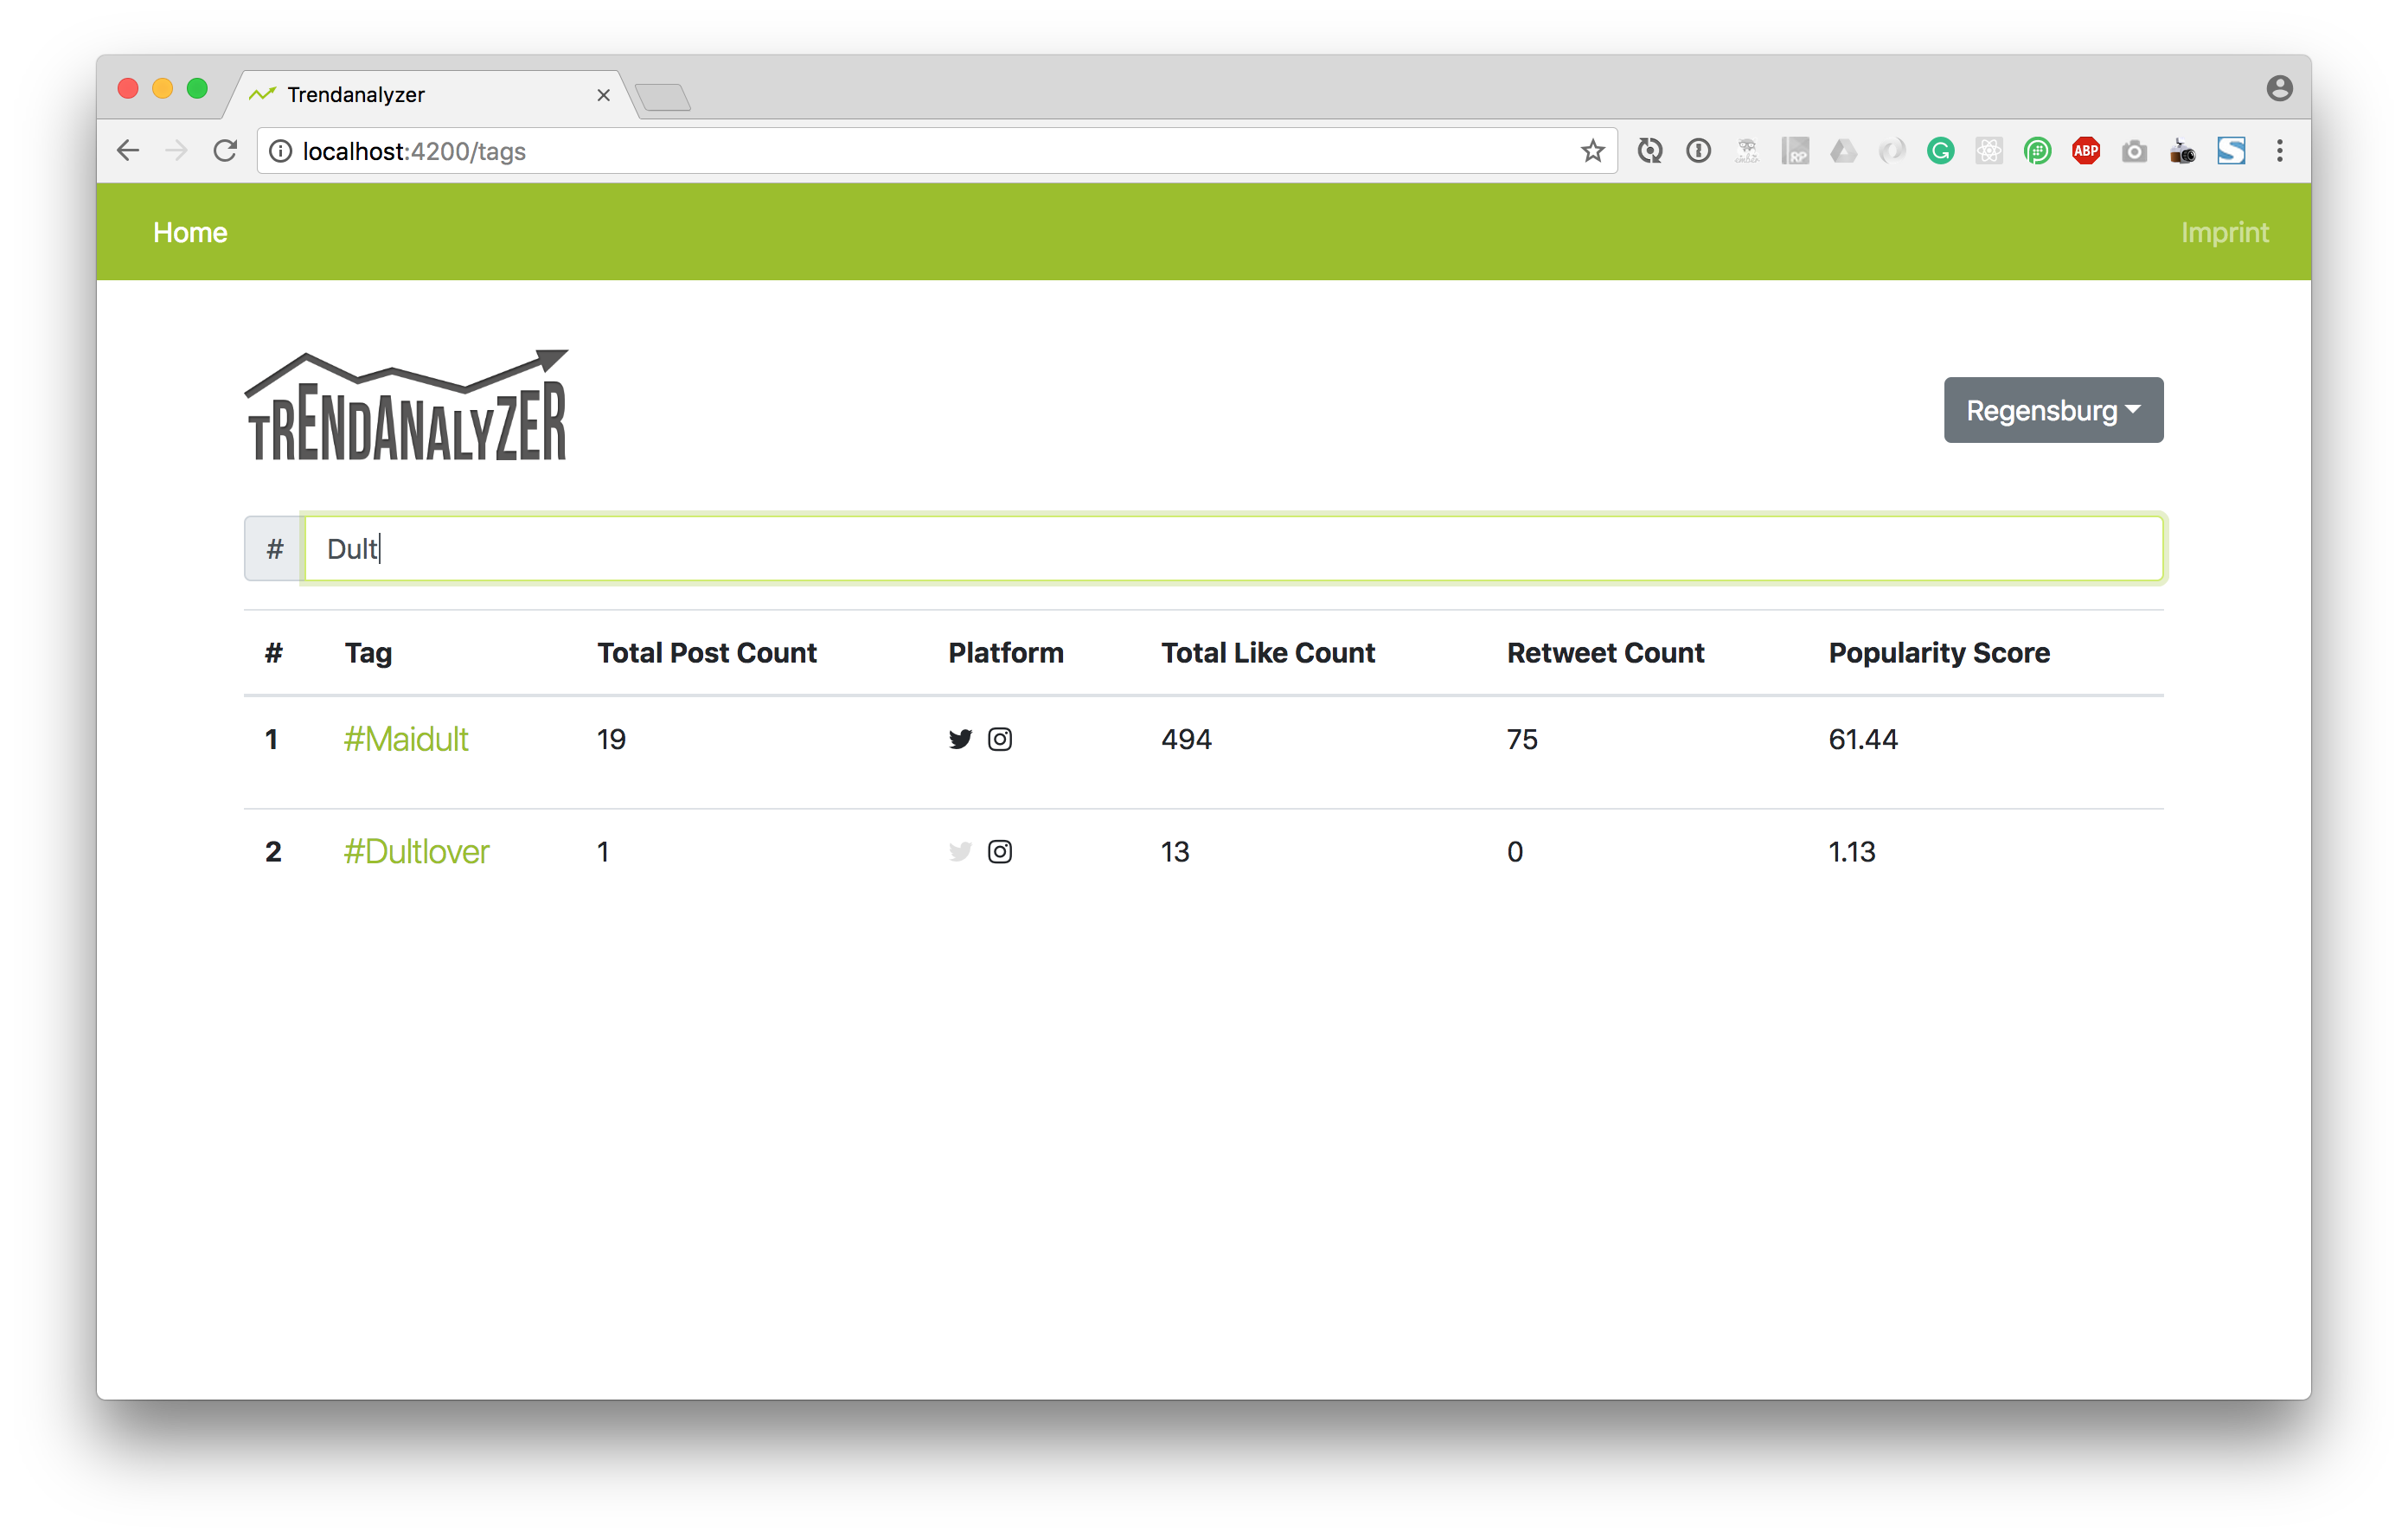 Trendanalyzer
localhost:4200/tags
RP
G
ABP
S
Home
Imprint
TRENDANALYZER
Regensburg
# Dult
# Tag Total Post Count Platform Total Like Count Retweet Count Popularity Score
1 #Maidult 19 494 75 61.44
2 #Dultlover 1 13 0 1.13